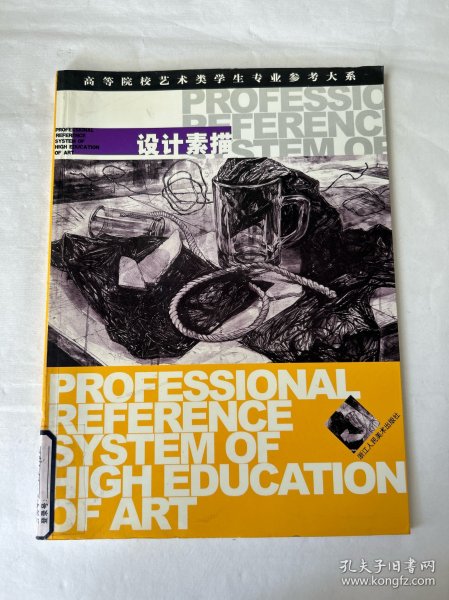 高等院校艺术类学生专业参考大系
PROFESSIO
REFERENC
STEM OF
PROFESSIONAL
REFERENCE
SYSTEM OF
HIGH EDUCATION
OF ART
设计素描
PROFESSIONAL
REFERENCE
SYSTEM OF
HIGH EDUCATION
OF ART
浙江人民美术出版社
孔夫子旧书网
www.kongfz.com